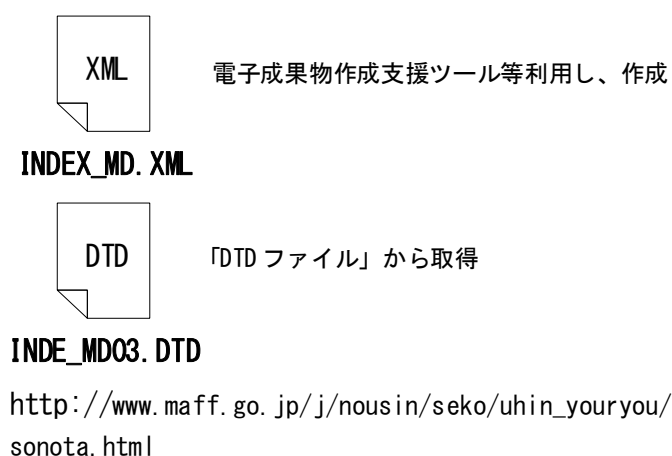 XML
電子成果物作成支援ツール等利用し、作成
INDEX_MD.XML
DTD
「DTD ファイル」から取得
INDE_MD03.DTD
http://www.maff.go.jp/j/nousin/seko/uhin_youryou/
sonota.html